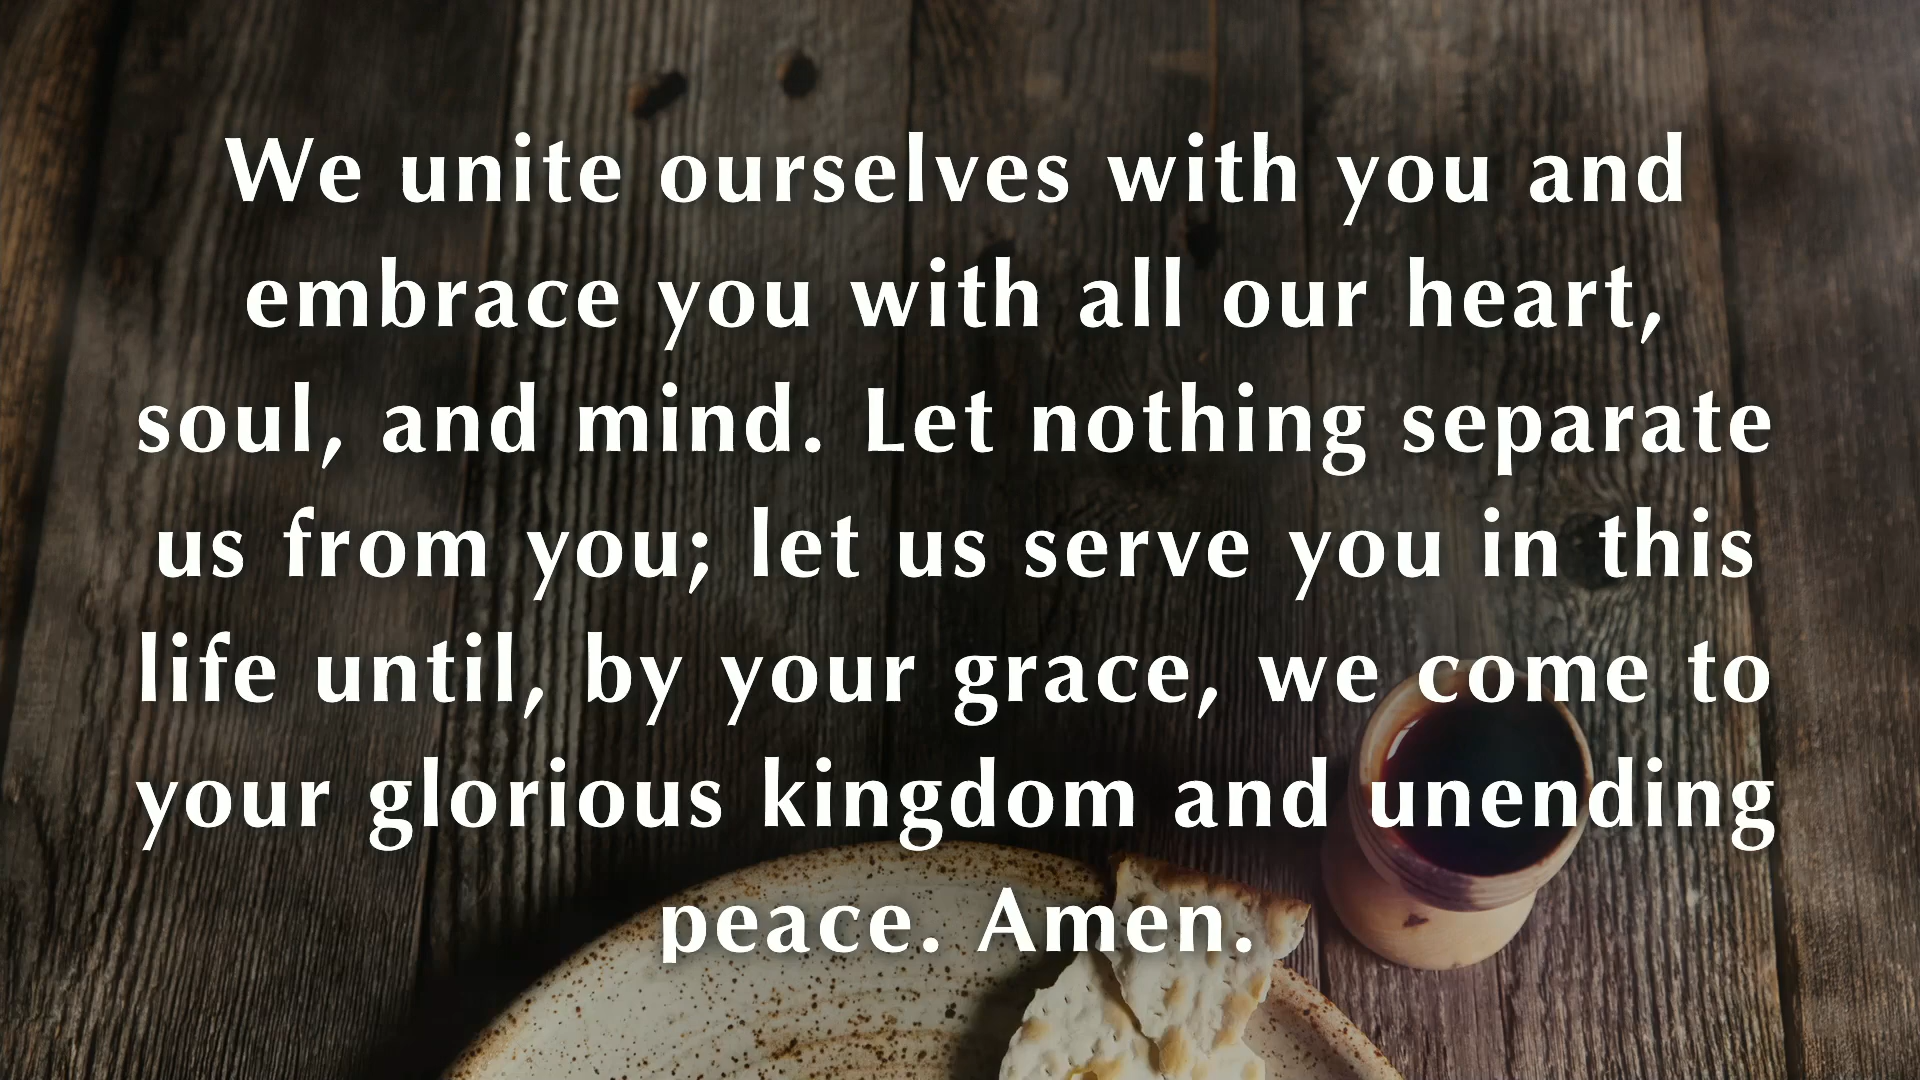 We unite ourselves with you and
embrace you with all our heart,
soul, and mind. Let nothing separate
us from you; let us serve you in this
life until, by your grace, we come to
your glorious kingdom and unending
peace. Amen.